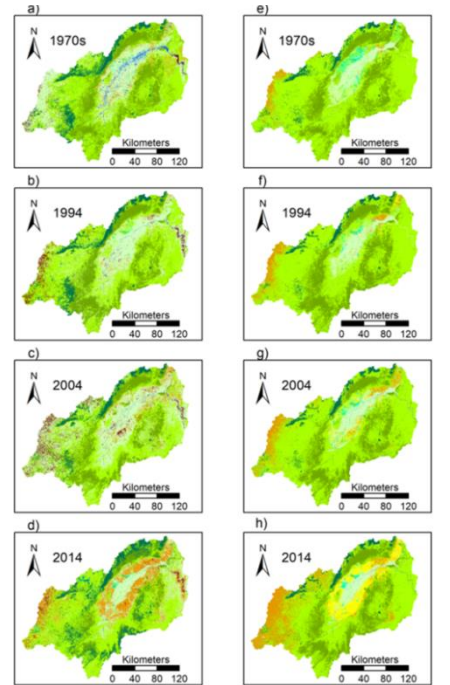 a)
N
1970s
Kilometers
0 40 80 120
e)
N
1970s
Kilometers
0 40 80 120
b)
N
1994
Kilometers
0 40 80 120
f)
N
1994
Kilometers
0 40 80 120
c)
N
2004
Kilometers
0 40 80 120
g)
N
2004
Kilometers
0 40 80 120
d)
N
2014
Kilometers
0 40 80 120
h)
N
2014
Kilometers
0 40 80 120